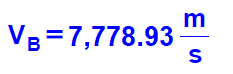 V_B = 7,778.93 m/s